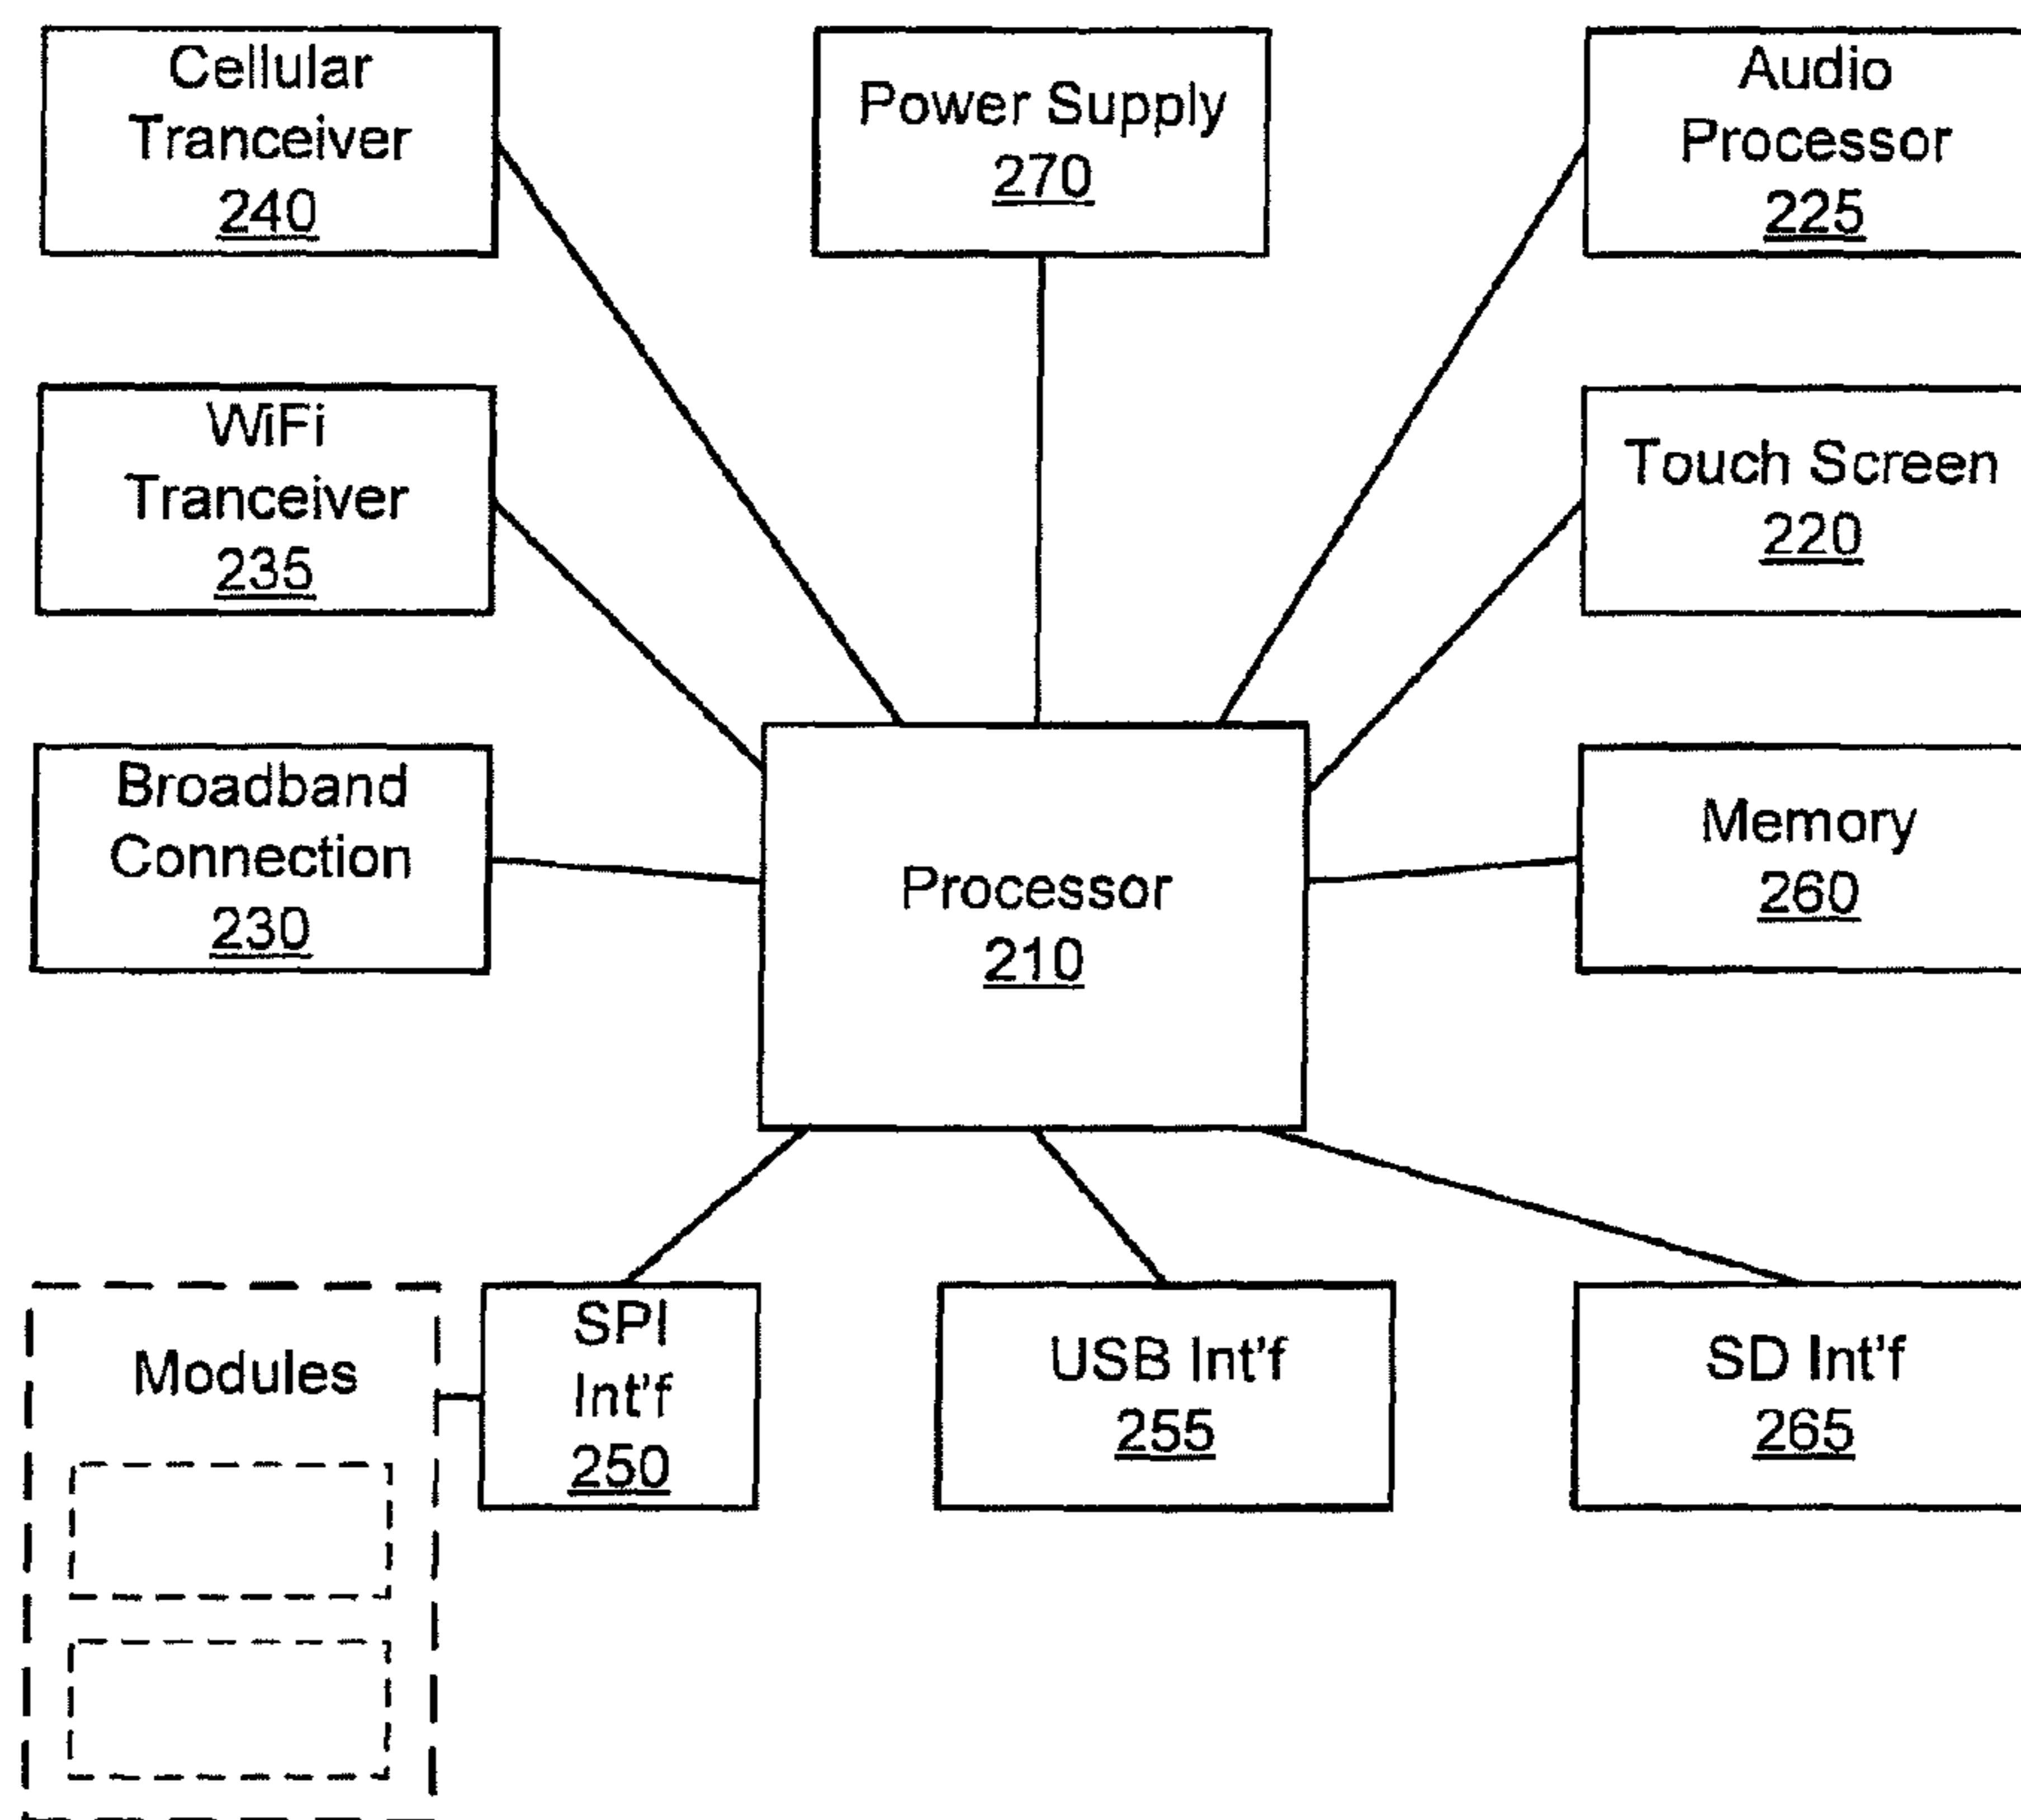 Cellular
Tranceiver
240
Power Supply
270
Audio
Processor
225
WiFi
Tranceiver
235
Touch Screen
220
Broadband
Connection
230
Processor
210
Memory
260
Modules
SPI
Int'f
250
USB Int'f
255
SD Int'f
265